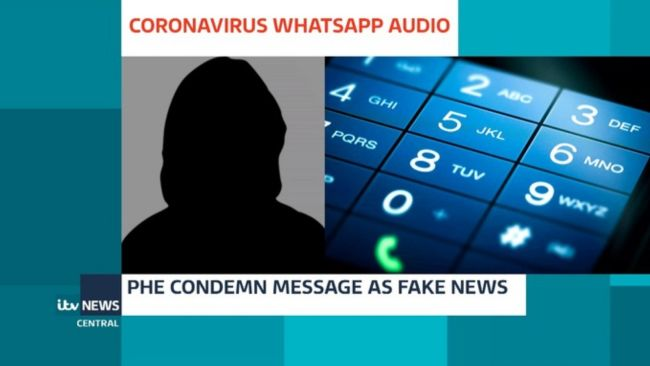 CORONAVIRUS WHATSAPP AUDIO
1
2 ABC
3 DEF
4 GHI
5 JKL
6 MNO
PQRS
8 TUV
9 WXYZ
0 +
#
PHE CONDEMN MESSAGE AS FAKE NEWS
itv NEWS
CENTRAL